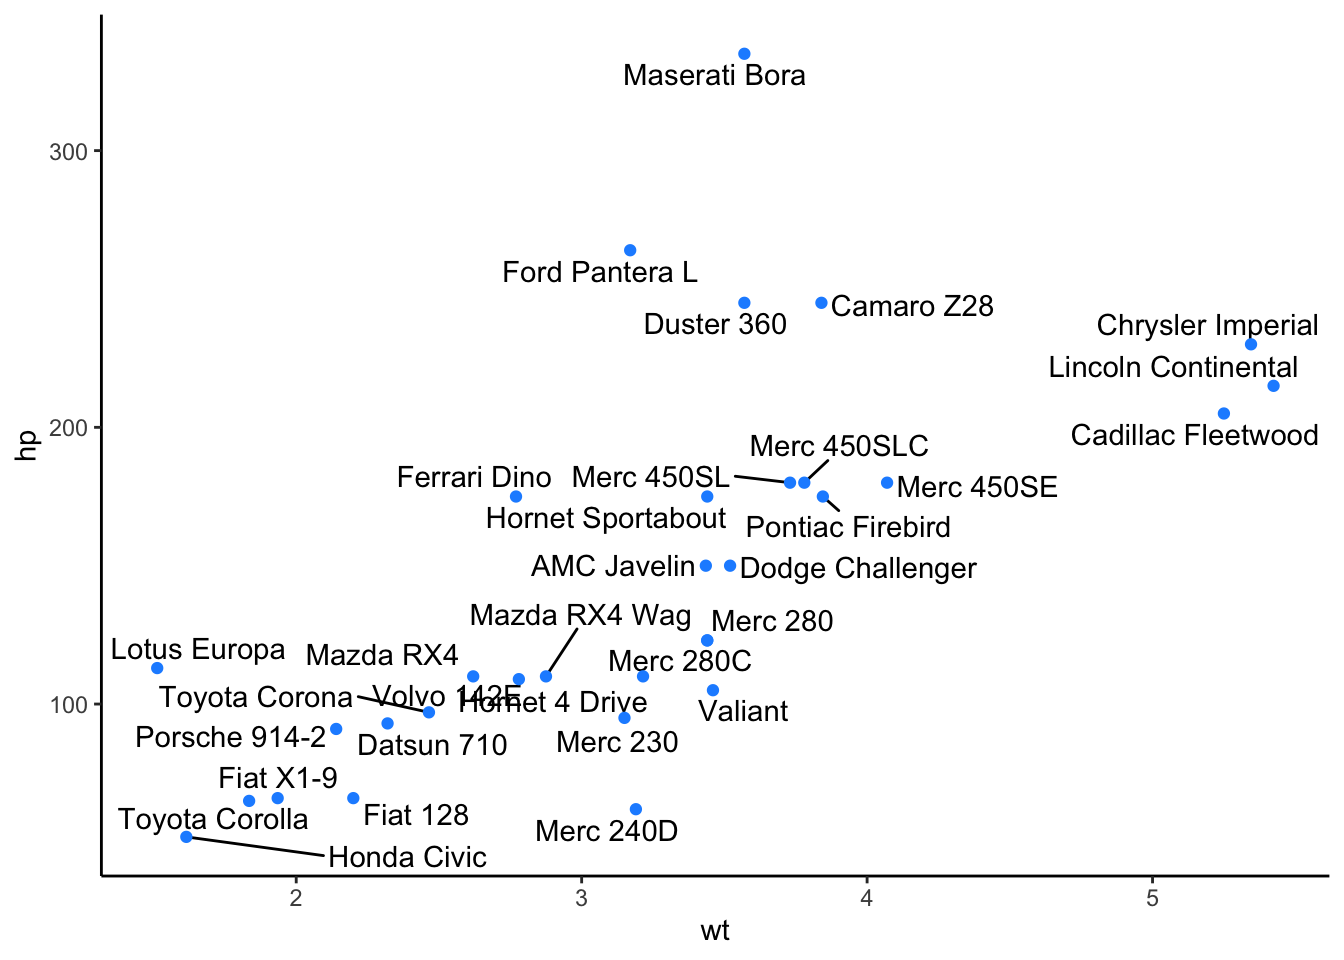 Maserati Bora
300
Ford Pantera L
Camaro Z28
Duster 360
Chrysler Imperial
Lincoln Continental
hp
200
Cadillac Fleetwood
Merc 450SLC
Ferrari Dino
Merc 450SL
Merc 450SE
Hornet Sportabout
Pontiac Firebird
AMC Javelin
Dodge Challenger
Mazda RX4 Wag
Merc 280
Lotus Europa
Mazda RX4
Merc 280C
Toyota Corona
Volvo 142E
Hornet 4 Drive
100
Valiant
Porsche 914-2
Datsun 710
Merc 230
Fiat X1-9
Fiat 128
Toyota Corolla
Merc 240D
Honda Civic
2
3
4
5
wt